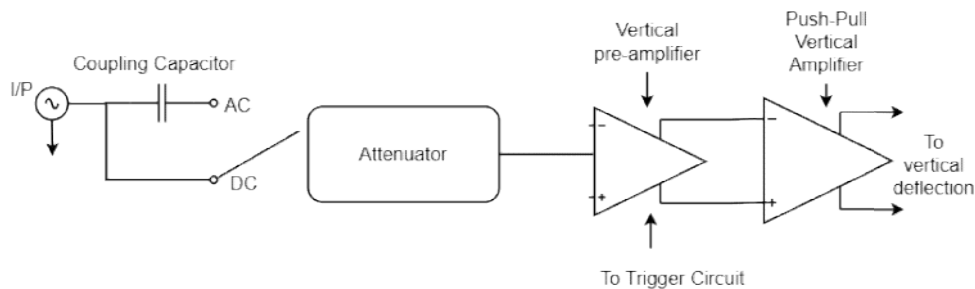 Coupling Capacitor
I/P
AC
DC
Attenuator
Vertical
pre-amplifier
-
+
To Trigger Circuit
Push-Pull
Vertical
Amplifier
-
+
To
vertical
deflection